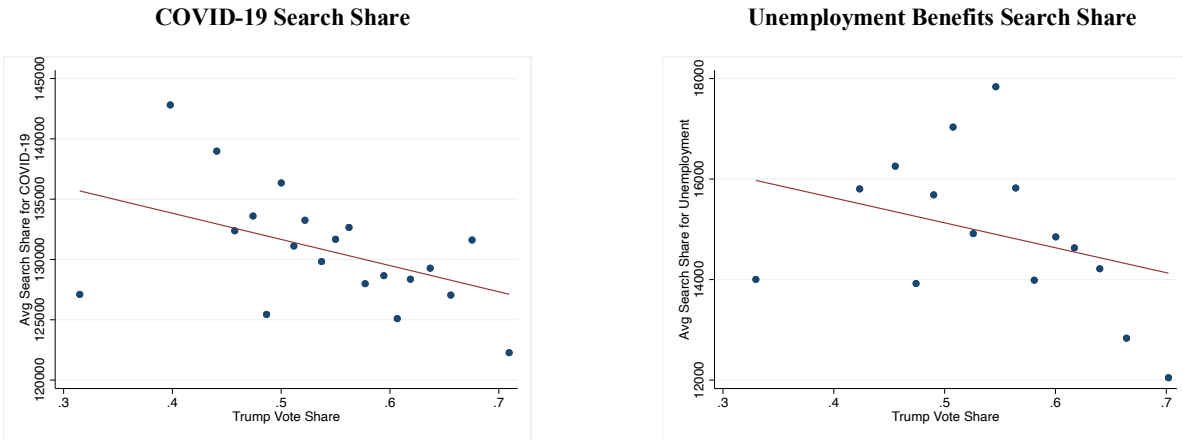 COVID-19 Search Share
Avg Search Share for COVID-19
145000
140000
135000
130000
125000
120000
.3 .4 .5 .6 .7
Trump Vote Share
Unemployment Benefits Search Share
Avg Search Share for Unemployment
18000
16000
14000
12000
.3 .4 .5 .6 .7
Trump Vote Share